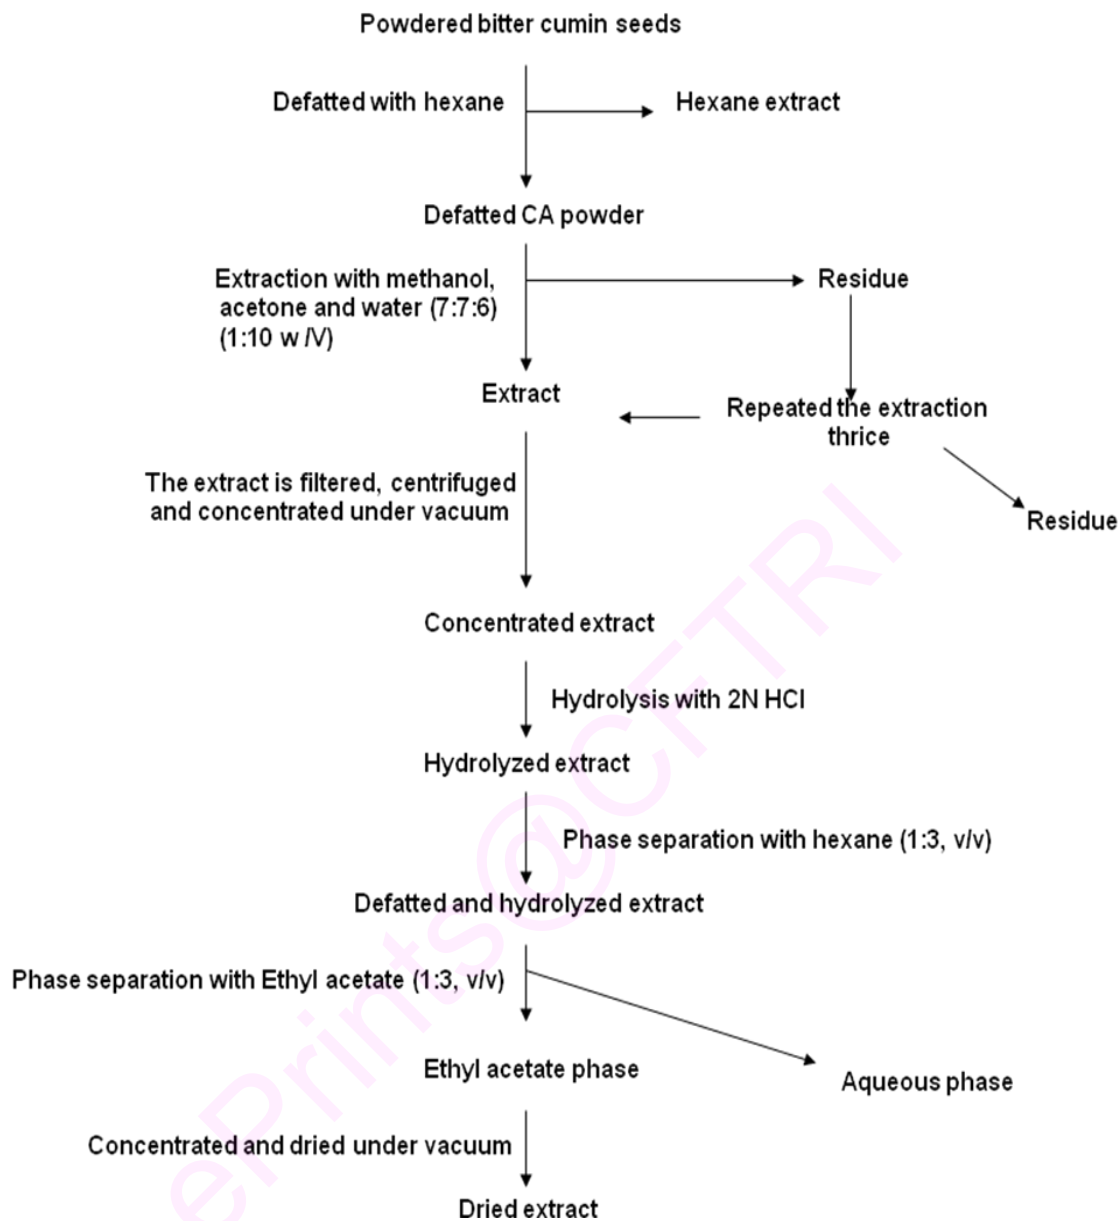 Powdered bitter cumin seeds
Defatted with hexane
Hexane extract
Defatted CA powder
Extraction with methanol,
acetone and water (7:7:6)
(1:10 w /V)
Residue
Extract
Repeated the extraction
thrice
The extract is filtered, centrifuged
and concentrated under vacuum
Residue
Concentrated extract
Hydrolysis with 2N HCl
Hydrolyzed extract
Phase separation with hexane (1:3, v/v)
Defatted and hydrolyzed extract
Phase separation with Ethyl acetate (1:3, v/v)
Ethyl acetate phase
Aqueous phase
Concentrated and dried under vacuum
Dried extract
ePrints@CFTRI